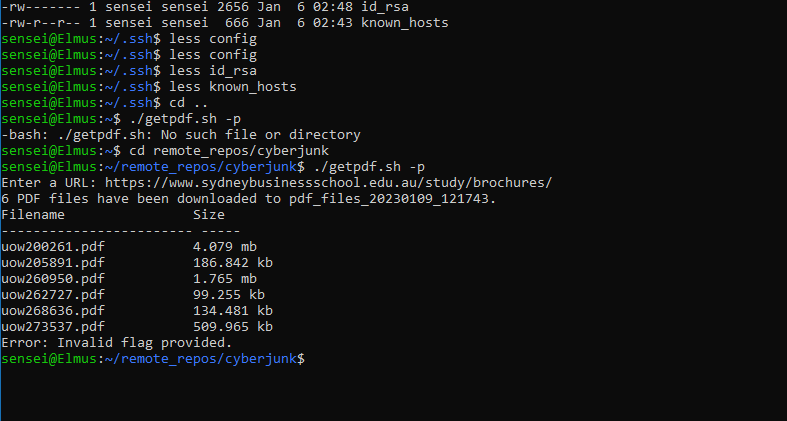 -rw------- 1 sensei sensei 2656 Jan  6 02:48 id_rsa
-rw-r--r-- 1 sensei sensei  666 Jan  6 02:43 known_hosts
sensei@Elmus:~/.ssh$ less config
sensei@Elmus:~/.ssh$ less config
sensei@Elmus:~/.ssh$ less id_rsa
sensei@Elmus:~/.ssh$ less known_hosts
sensei@Elmus:~/.ssh$ cd ..
sensei@Elmus:~$ ./getpdf.sh -p
-bash: ./getpdf.sh: No such file or directory
sensei@Elmus:~$ cd remote_repos/cyberjunk
sensei@Elmus:~/remote_repos/cyberjunk$ ./getpdf.sh -p
Enter a URL: https://www.sydneybusinessschool.edu.au/study/brochures/
6 PDF files have been downloaded to pdf_files_20230109_121743.
Filename                Size
------------------------ -----
uow200261.pdf           4.079 mb
uow205891.pdf           186.842 kb
uow260950.pdf           1.765 mb
uow262727.pdf           99.255 kb
uow268636.pdf           134.481 kb
uow273537.pdf           509.965 kb
Error: Invalid flag provided.
sensei@Elmus:~/remote_repos/cyberjunk$